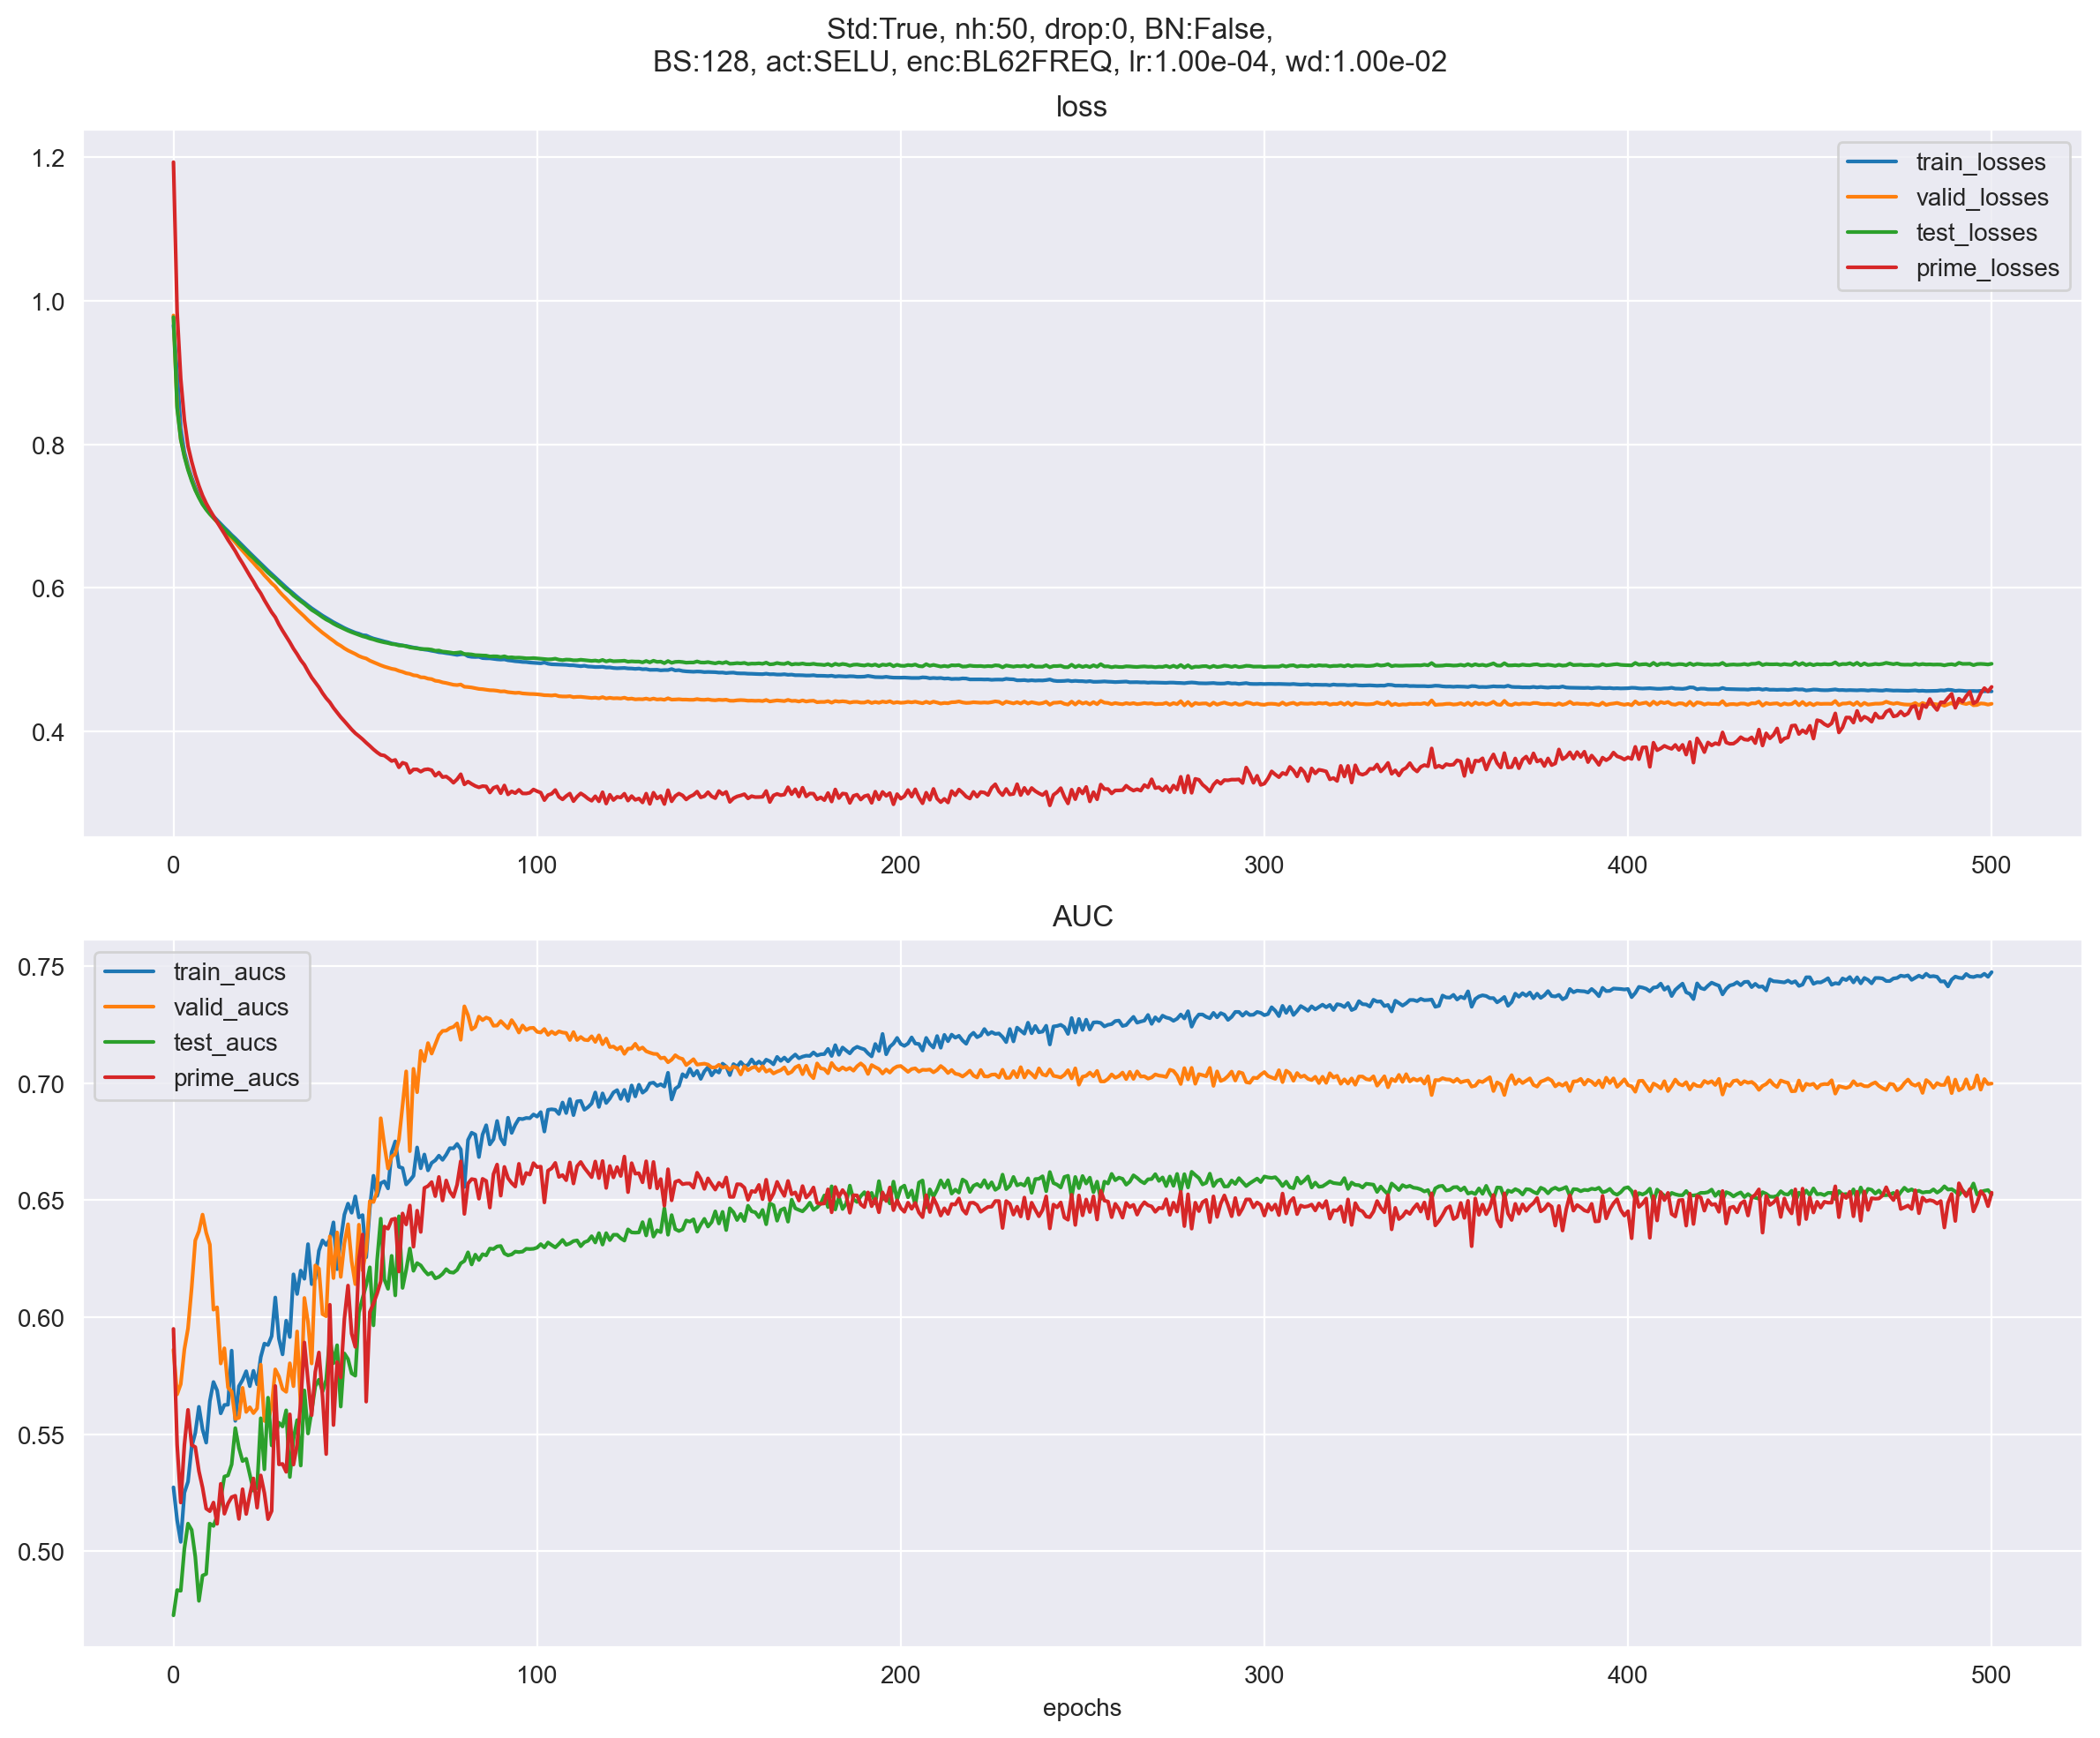 Std:True, nh:50, drop:0, BN:False,
BS:128, act:SELU, enc:BL62FREQ, lr:1.00e-04, wd:1.00e-02
loss
1.2
1.0
0.8
0.6
0.4
train_losses
valid_losses
test_losses
prime_losses
0 100 200 300 400 500
AUC
0.75
0.70
0.65
0.60
0.55
0.50
train_aucs
valid_aucs
test_aucs
prime_aucs
0 100 200 300 400 500
epochs